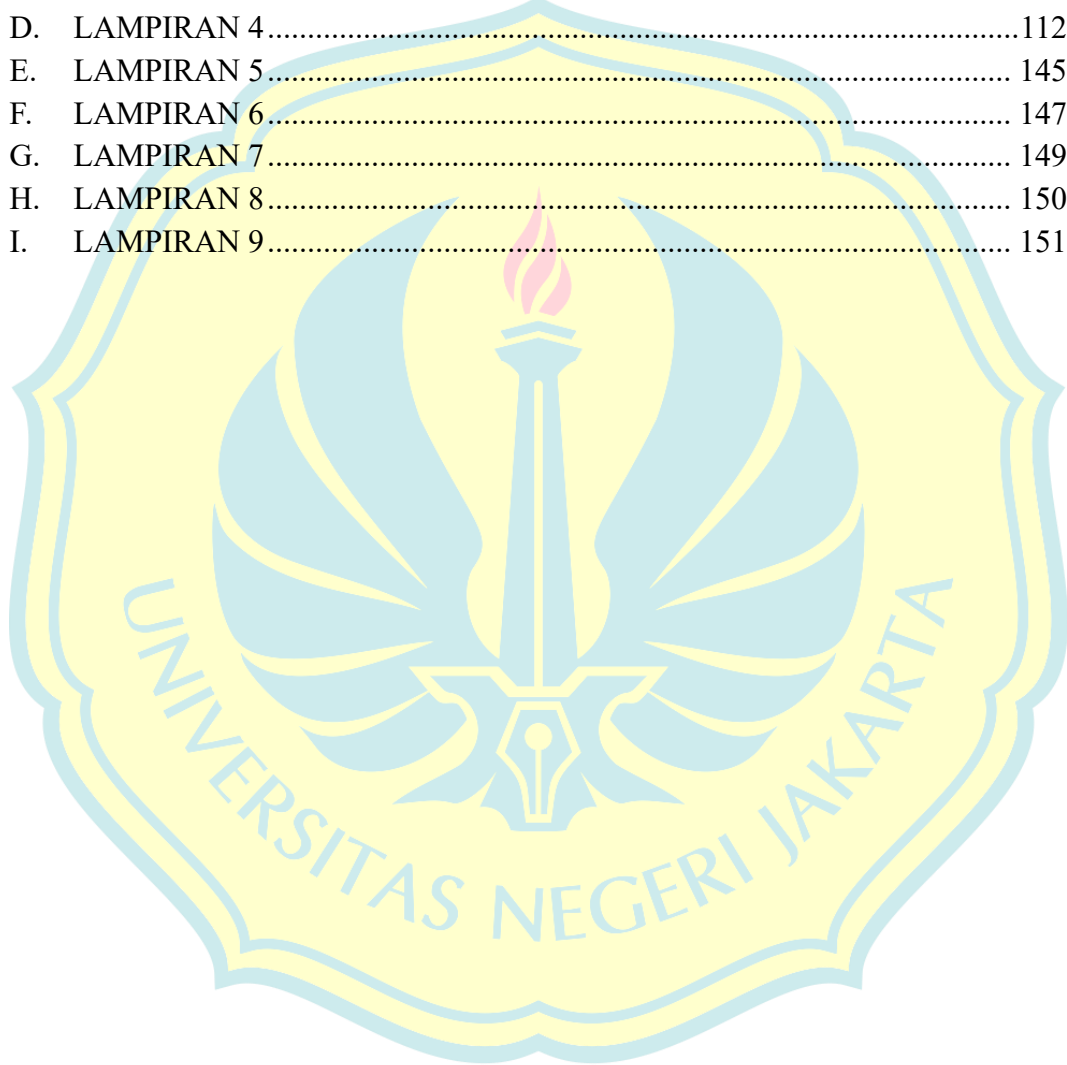 D. LAMPIRAN 4.......................................................................................................................112
E. LAMPIRAN 5................................................................................................................. 145
F. LAMPIRAN 6................................................................................................................. 147
G. LAMPIRAN 7................................................................................................................. 149
H. LAMPIRAN 8................................................................................................................. 150
I. LAMPIRAN 9................................................................................................................. 151
UNIVERSITAS NEGERI JAKARTA